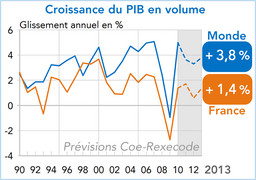 Croissance du PIB en volume
Glissement annuel en %
Monde
+ 3,8 %
+ 1,4 %
France
6
4
2
0
-2
-4
Prévisions Coe-Rexecode
90 92 94 96 98 00 02 04 06 08 10 12 2013